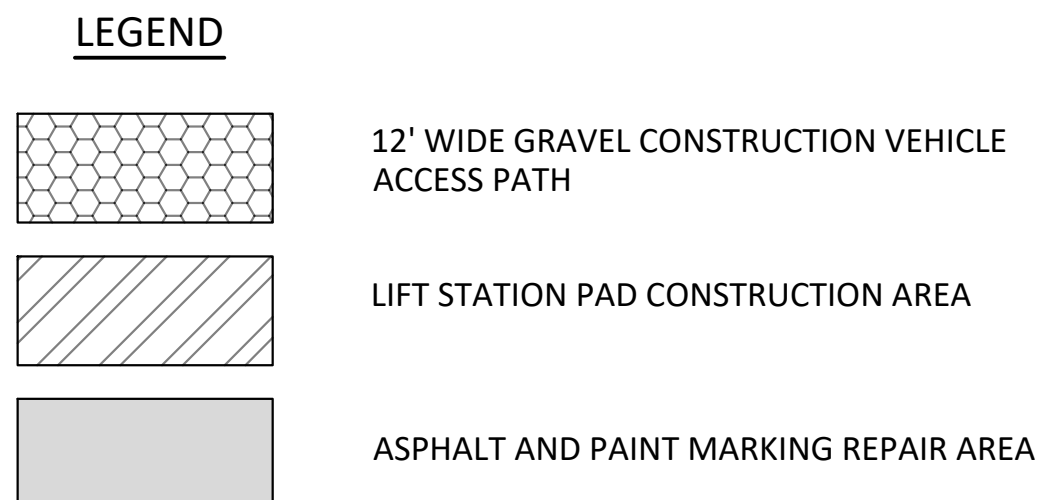 LEGEND
12' WIDE GRAVEL CONSTRUCTION VEHICLE
ACCESS PATH
LIFT STATION PAD CONSTRUCTION AREA
ASPHALT AND PAINT MARKING REPAIR AREA